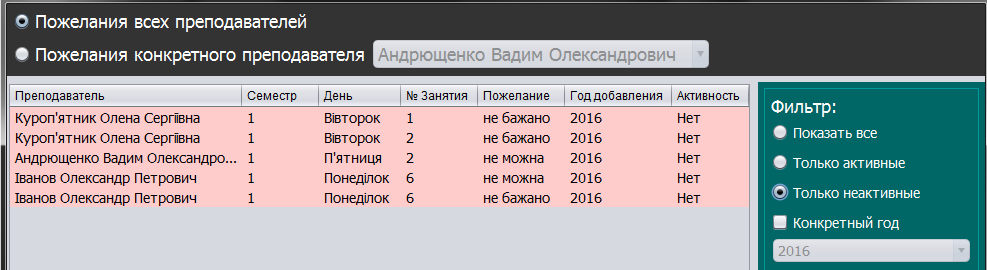 Пожелания всех преподавателей
Пожелания конкретного преподавателя Андрющенко Вадим Олександрович
Преподаватель Семестр День № Занятия Пожелание Год добавления Активность
Куроп'ятник Олена Сергіївна 1 Вівторок 1 не бажано 2016 Нет
Куроп'ятник Олена Сергіївна 1 Вівторок 2 не бажано 2016 Нет
Андрющенко Вадим Олександро... 1 П'ятниця 2 не можна 2016 Нет
Іванов Олександр Петрович 1 Понеділок 6 не можна 2016 Нет
Іванов Олександр Петрович 1 Понеділок 6 не бажано 2016 Нет
Фильтр:
Показать все
Только активные
Только неактивные
Конкретный год
2016